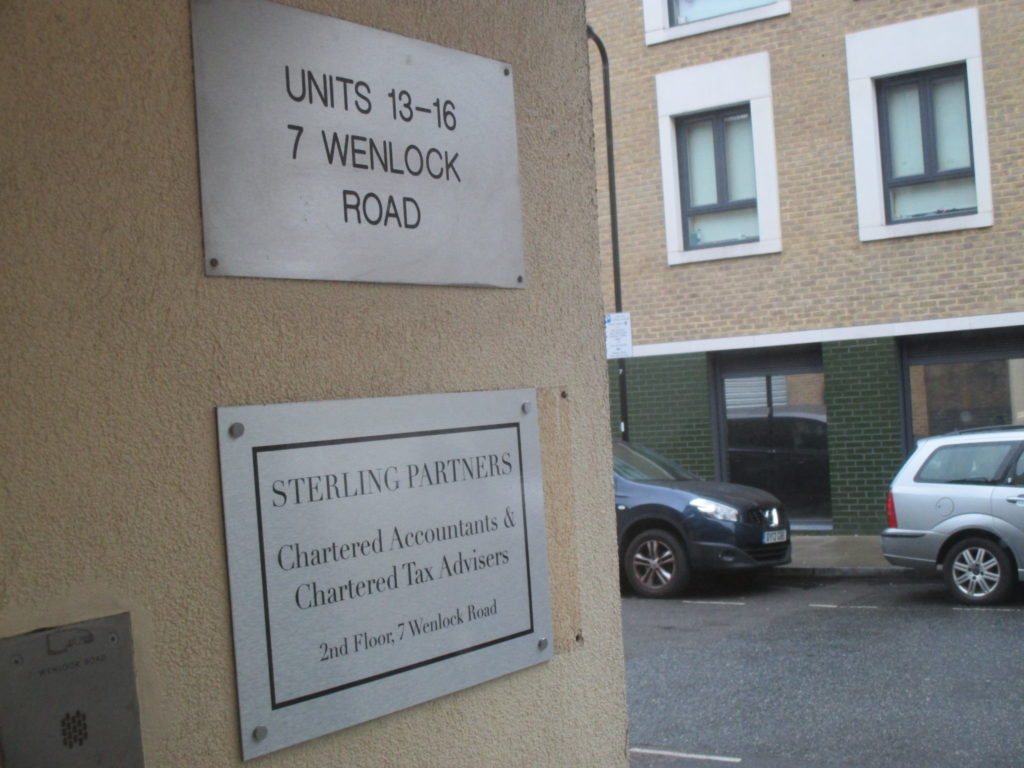 UNITS 13-16
7 WENLOCK
ROAD
STERLING PARTNERS
Chartered Accountants &
Chartered Tax Advisers
2nd Floor, 7 Wenlock Road
WENLOCK ROAD